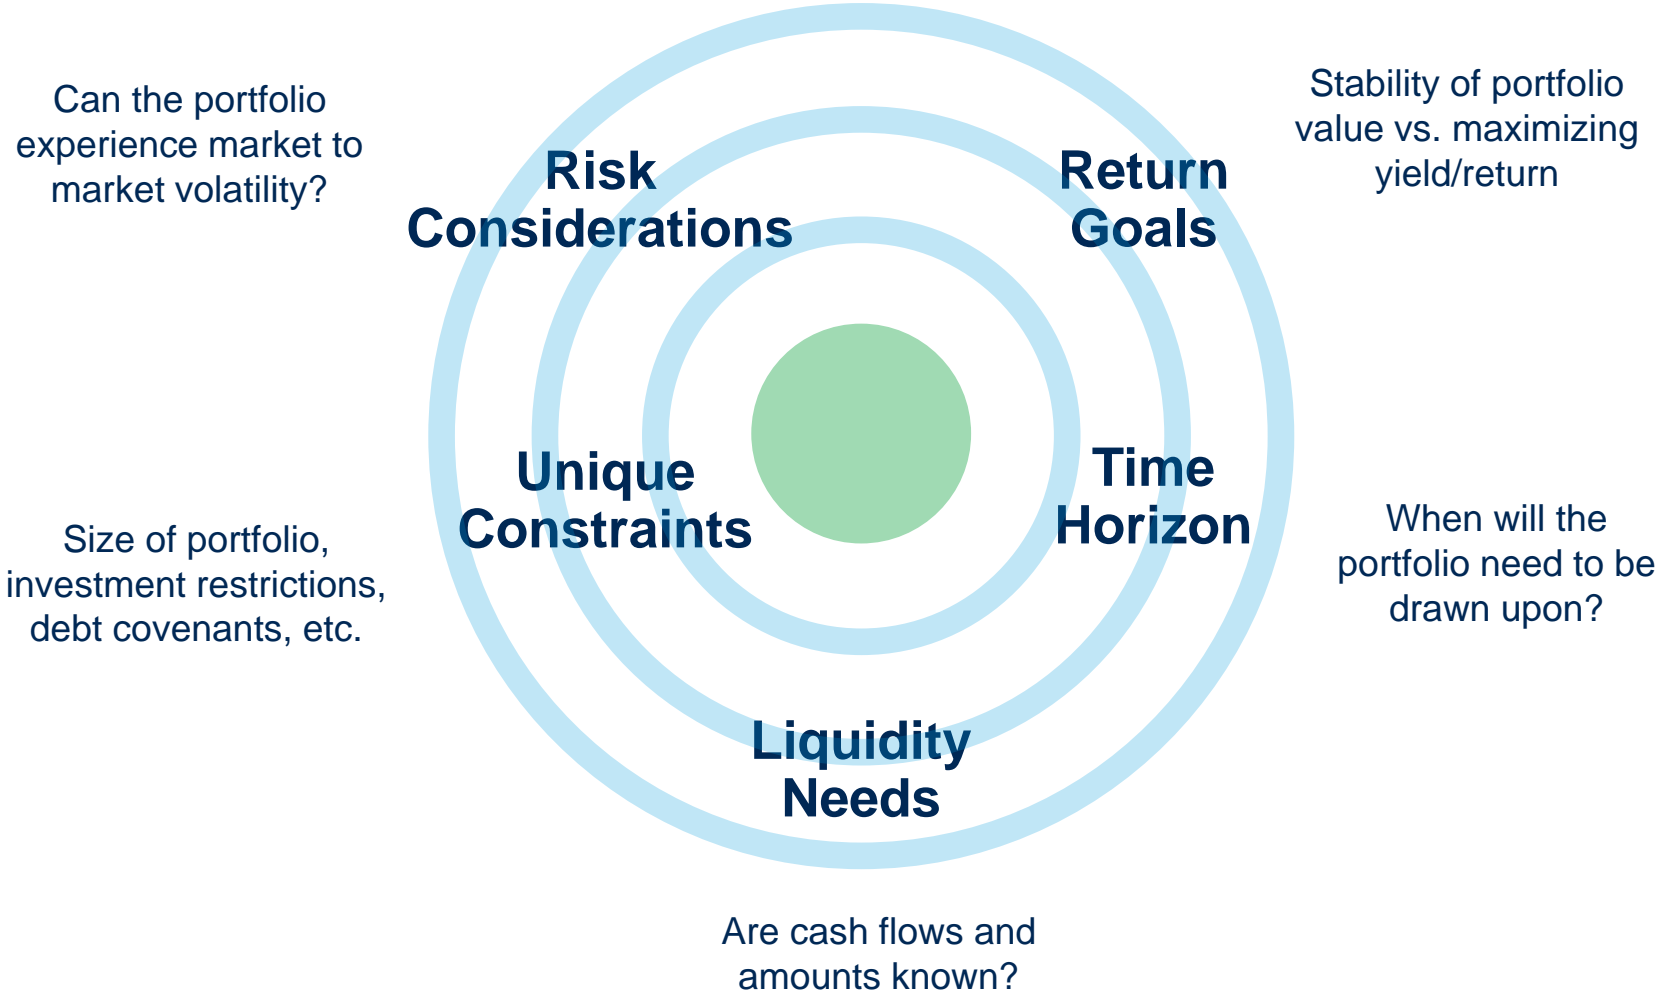 Can the portfolio
experience market to
market volatility?
Risk
Considerations
Return
Goals
Stability of portfolio
value vs. maximizing
yield/return
Unique
Constraints
Size of portfolio,
investment restrictions,
debt covenants, etc.
Time
Horizon
When will the
portfolio need to be
drawn upon?
Liquidity
Needs
Are cash flows and
amounts known?